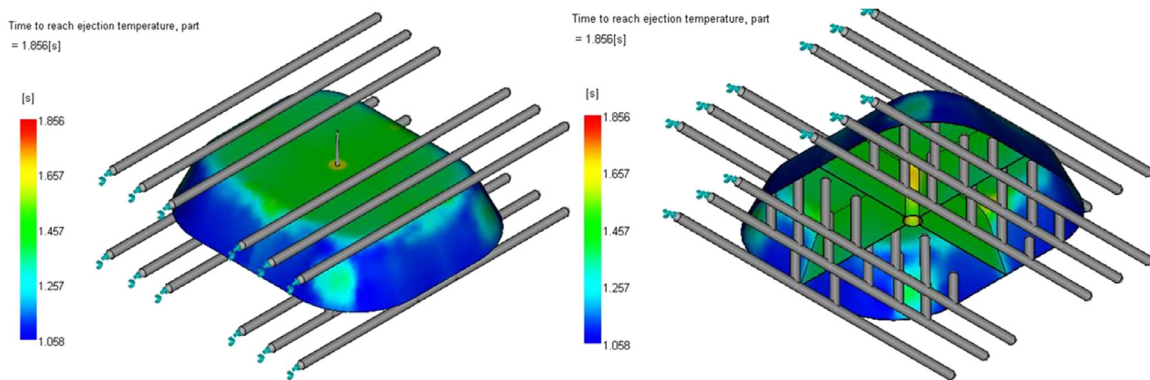 Time to reach ejection temperature, part
= 1.856[s]
[s]
1.856
1.657
1.457
1.257
1.058
Time to reach ejection temperature, part
= 1.856[s]
[s]
1.856
1.657
1.457
1.257
1.058